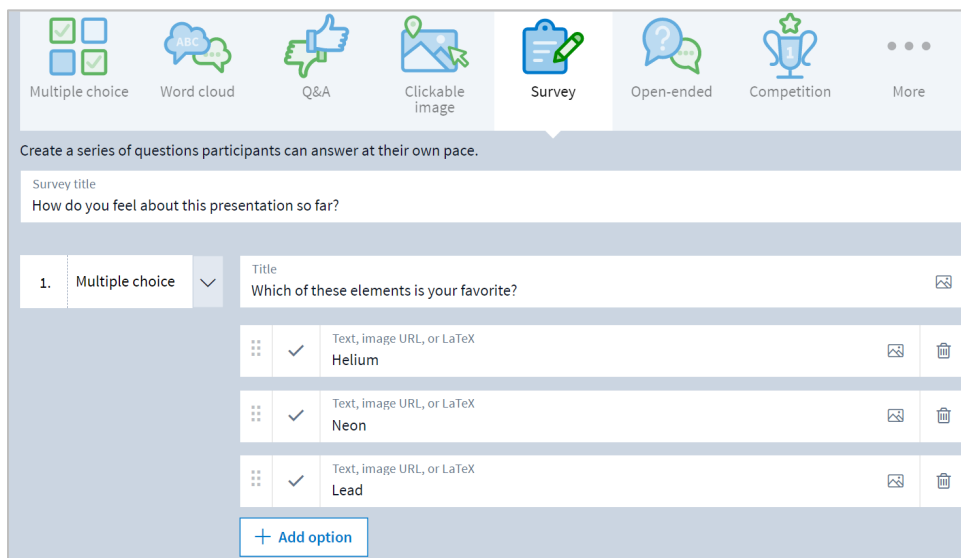 ABC
1
Multiple choice
Word cloud
Q&A
Clickable
image
Survey
Open-ended
Competition
More
Create a series of questions participants can answer at their own pace.
Survey title
How do you feel about this presentation so far?
1.
Multiple choice
Title
Which of these elements is your favorite?
Text, image URL, or LaTeX
Helium
Text, image URL, or LaTeX
Neon
Text, image URL, or LaTeX
Lead
+ Add option